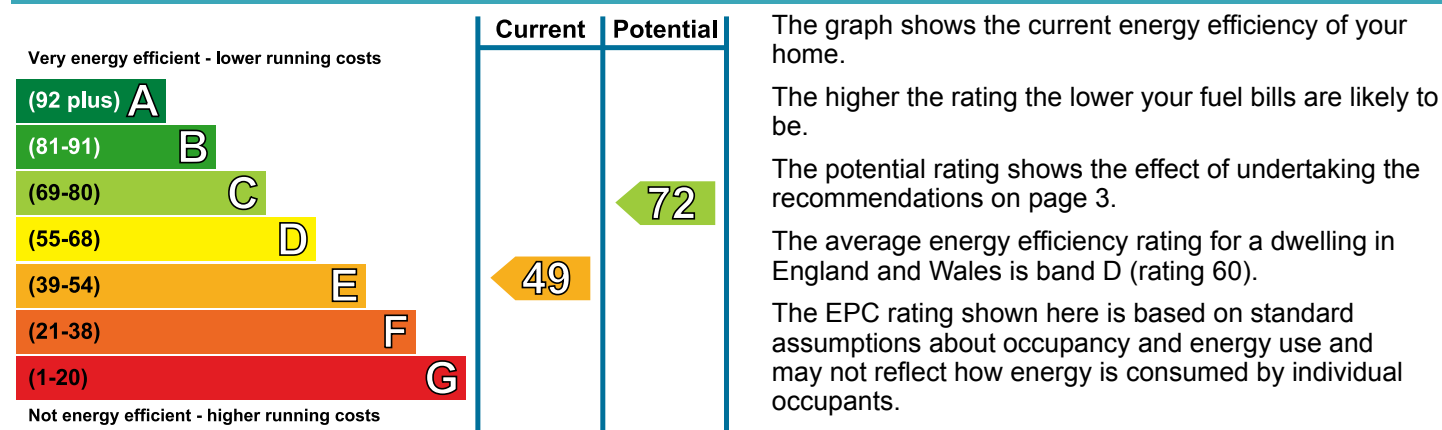 Current Potential
Very energy efficient - lower running costs
(92 plus) A
(81-91) B
(69-80) C
72
(55-68) D
(39-54) E
49
(21-38) F
(1-20) G
Not energy efficient - higher running costs
The graph shows the current energy efficiency of your
home.
The higher the rating the lower your fuel bills are likely to
be.
The potential rating shows the effect of undertaking the
recommendations on page 3.
The average energy efficiency rating for a dwelling in
England and Wales is band D (rating 60).
The EPC rating shown here is based on standard
assumptions about occupancy and energy use and
may not reflect how energy is consumed by individual
occupants.